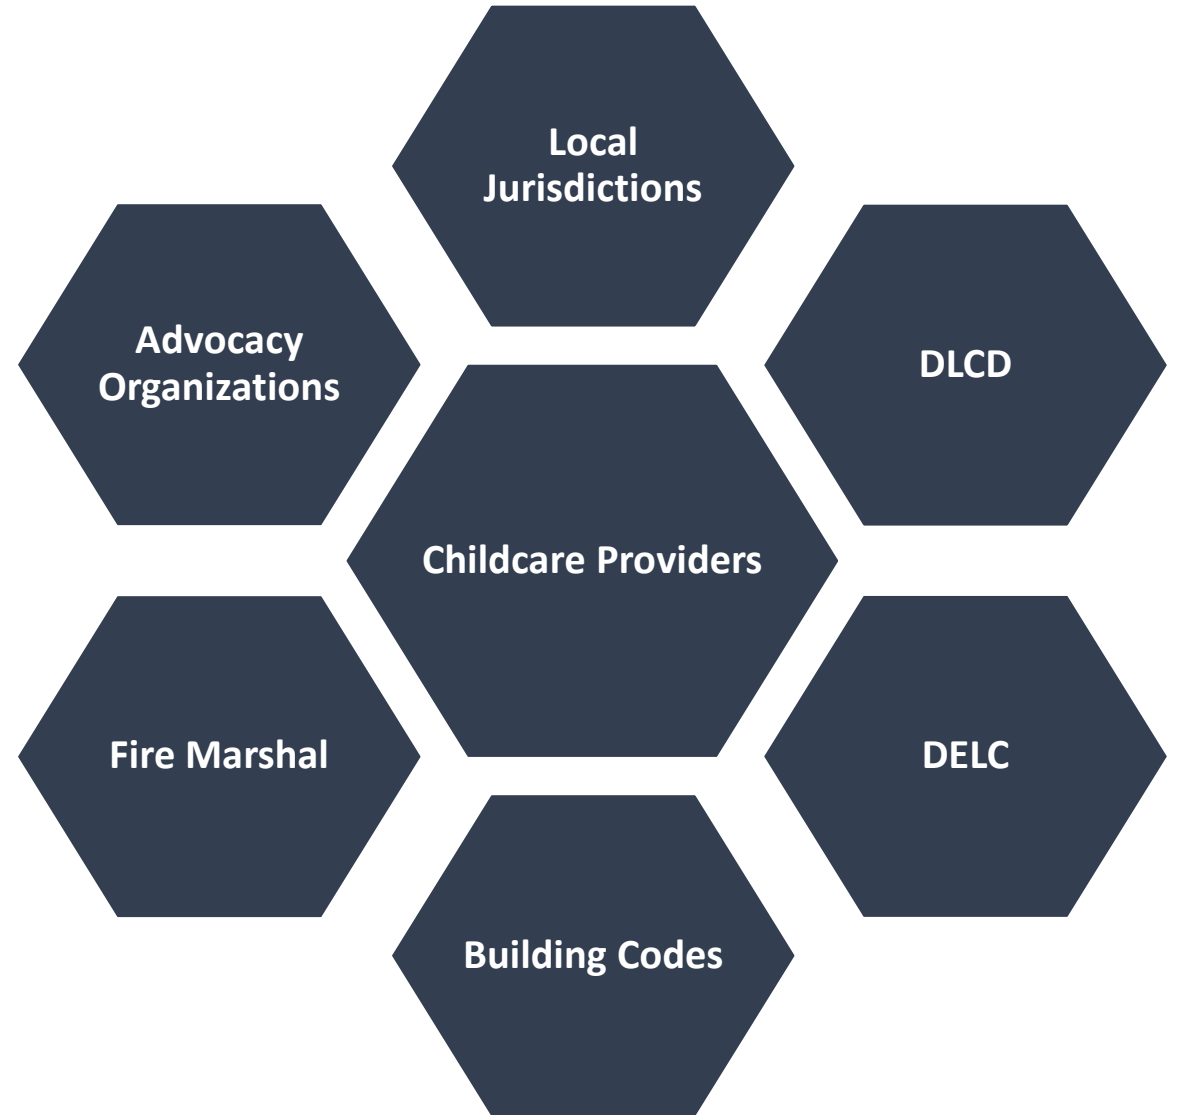 Local
Jurisdictions
Advocacy
Organizations
DLCD
Childcare Providers
Fire Marshal
DELC
Building Codes